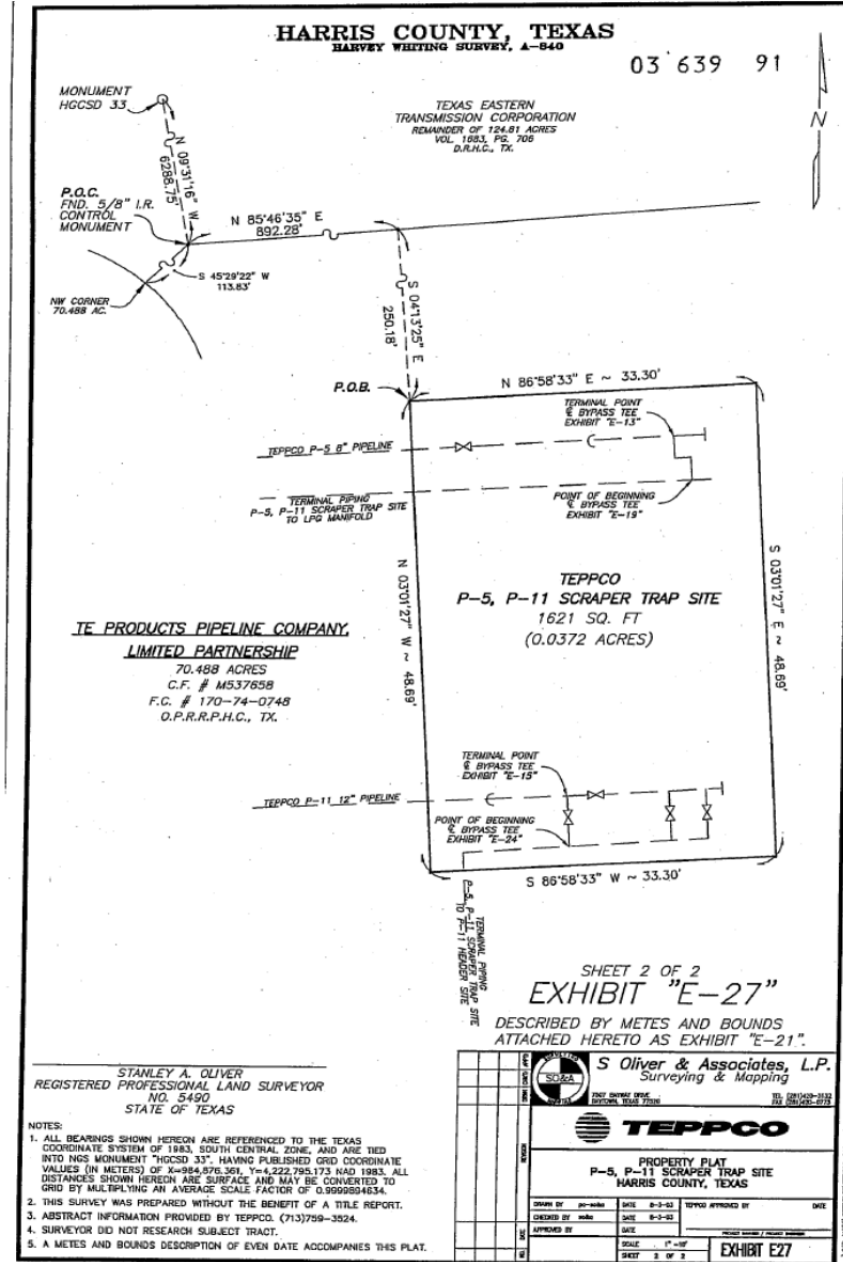 HARRIS COUNTY, TEXAS
HARVEY WHITING SURVEY, A-840
03 639 91
MONUMENT
HGCSD 33
TEXAS EASTERN
TRANSMISSION CORPORATION
REMAINDER OF 124.81 ACRES
VOL. 1683, PG. 706
D.R.H.C., TX.
N
N 09°31'16" W
6288.75'
P.O.C.
FND. 5/8" I.R.
CONTROL
MONUMENT
N 85°46'35" E
892.28'
S 45°29'22" W
113.83'
NW CORNER
70.488 AC.
S 04°13'25" E
250.18'
P.O.B.
N 86°58'33" E ~ 33.30'
TERMINAL POINT
℄ BYPASS TEE
EXHIBIT "E-13"
TEPPCO P-5 8" PIPELINE
TERMINAL PIPING
P-5, P-11 SCRAPER TRAP SITE
TO LPG MANIFOLD
POINT OF BEGINNING
℄ BYPASS TEE
EXHIBIT "E-19"
N 03°01'27" W ~ 48.69'
S 03°01'27" E ~ 48.69'
TEPPCO
P-5, P-11 SCRAPER TRAP SITE
1621 SQ. FT
(0.0372 ACRES)
TE PRODUCTS PIPELINE COMPANY,
LIMITED PARTNERSHIP
70.488 ACRES
C.F. # M537658
F.C. # 170-74-0748
O.P.R.R.P.H.C., TX.
TERMINAL POINT
℄ BYPASS TEE
EXHIBIT "E-15"
TEPPCO P-11 12" PIPELINE
POINT OF BEGINNING
℄ BYPASS TEE
EXHIBIT "E-24"
S 86°58'33" W ~ 33.30'
TERMINAL PIPING
P-5, P-11 SCRAPER TRAP SITE
TO P-11 HEADER SITE
SHEET 2 OF 2
EXHIBIT "E-27"
DESCRIBED BY METES AND BOUNDS
ATTACHED HERETO AS EXHIBIT "E-21".
STANLEY A. OLIVER
REGISTERED PROFESSIONAL LAND SURVEYOR
NO. 5490
STATE OF TEXAS
NOTES:
1. ALL BEARINGS SHOWN HEREON ARE REFERENCED TO THE TEXAS
COORDINATE SYSTEM OF 1983, SOUTH CENTRAL ZONE, AND ARE TIED
INTO NGS MONUMENT "HGCSD 33". HAVING PUBLISHED GRID COORDINATE
VALUES (IN METERS) OF X=984,876.361, Y=4,222,795.173 NAD 1983. ALL
DISTANCES SHOWN HEREON ARE SURFACE AND MAY BE CONVERTED TO
GRID BY MULTIPLYING AN AVERAGE SCALE FACTOR OF 0.9999894634.
2. THIS SURVEY WAS PREPARED WITHOUT THE BENEFIT OF A TITLE REPORT.
3. ABSTRACT INFORMATION PROVIDED BY TEPPCO. (713)759-3524.
4. SURVEYOR DID NOT RESEARCH SUBJECT TRACT.
5. A METES AND BOUNDS DESCRIPTION OF EVEN DATE ACCOMPANIES THIS PLAT.
SO&A
S Oliver & Associates, L.P.
Surveying & Mapping
TEPPCO
PROPERTY PLAT
P-5, P-11 SCRAPER TRAP SITE
HARRIS COUNTY, TEXAS
DRAWN BY
DATE
TEPPCO APPROVED BY
DATE
CHECKED BY
DATE
APPROVED BY
DATE
SCALE
SHEET 2 OF 2
EXHIBIT E27
REVISION